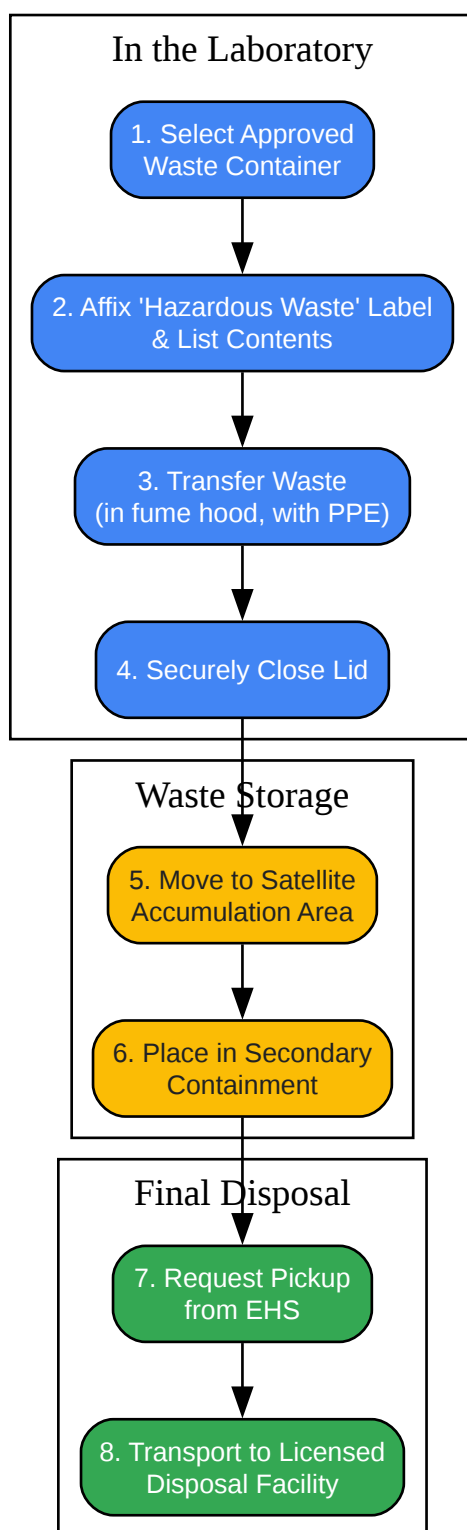 In the Laboratory
1. Select Approved
Waste Container
2. Affix 'Hazardous Waste' Label
& List Contents
3. Transfer Waste
(in fume hood, with PPE)
4. Securely Close Lid
Waste Storage
5. Move to Satellite
Accumulation Area
6. Place in Secondary
Containment
Final Disposal
7. Request Pickup
from EHS
8. Transport to Licensed
Disposal Facility